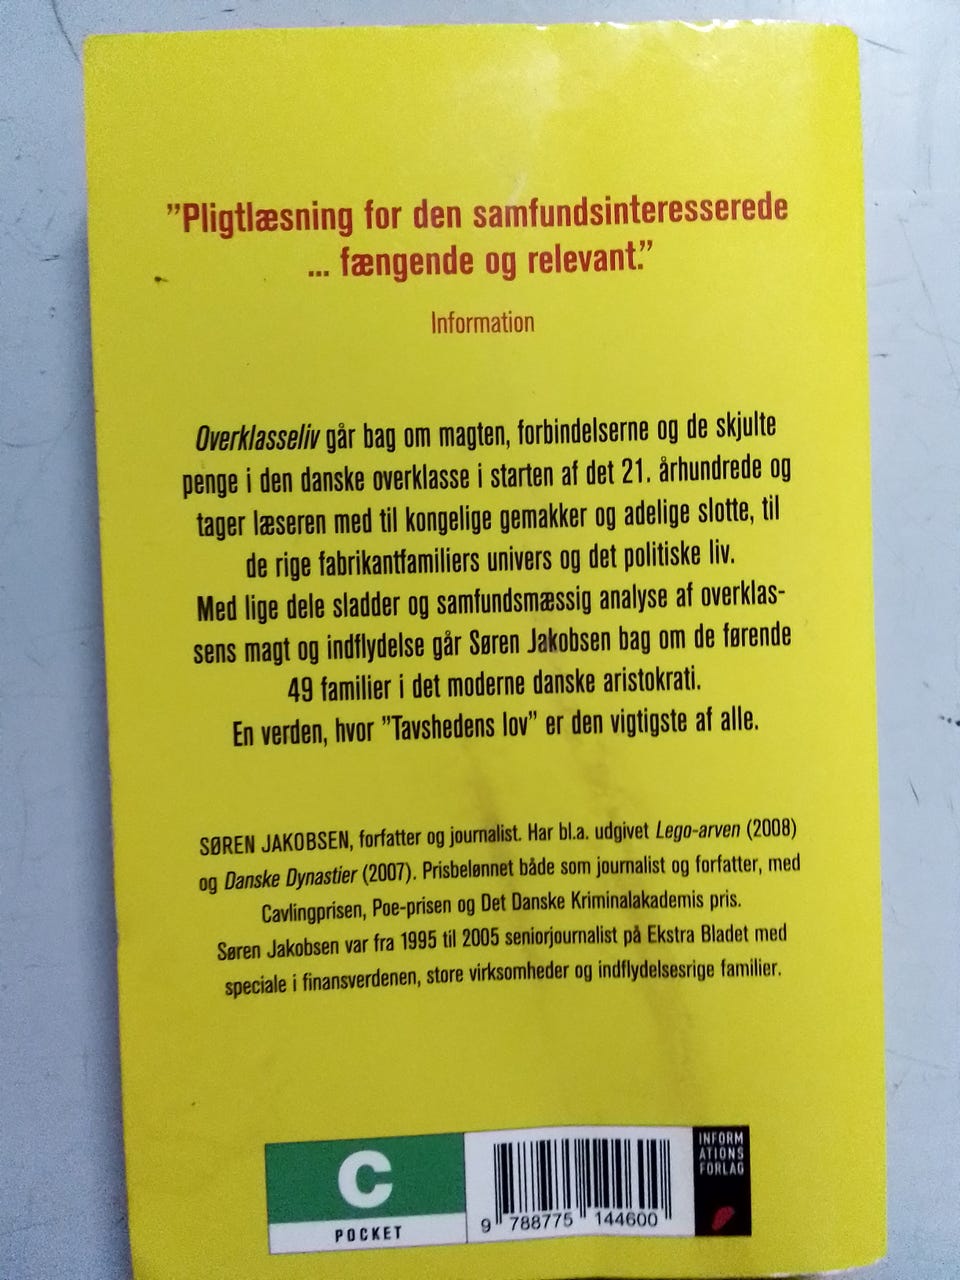 ”Pligtlæsning for den samfundsinteresserede
... fængende og relevant.”
Information
Overklasseliv går bag om magten, forbindelserne og de skjulte
penge i den danske overklasse i starten af det 21. århundrede og
tager læseren med til kongelige gemakker og adelige slotte, til
de rige fabrikantfamiliers univers og det politiske liv.
Med lige dele sladder og samfundsmæssig analyse af overklas-
sens magt og indflydelse går Søren Jakobsen bag om de førende
49 familier i det moderne danske aristokrati.
En verden, hvor ”Tavshedens lov” er den vigtigste af alle.
SØREN JAKOBSEN, forfatter og journalist. Har bl.a. udgivet Lego-arven (2008)
og Danske Dynastier (2007). Prisbelønnet både som journalist og forfatter, med
Cavlingprisen, Poe-prisen og Det Danske Kriminalakademis pris.
Søren Jakobsen var fra 1995 til 2005 seniorjournalist på Ekstra Bladet med
speciale i finansverdenen, store virksomheder og indflydelsesrige familier.
C
POCKET
9 788775 144600
INFORM
ATIONS
FORLAG